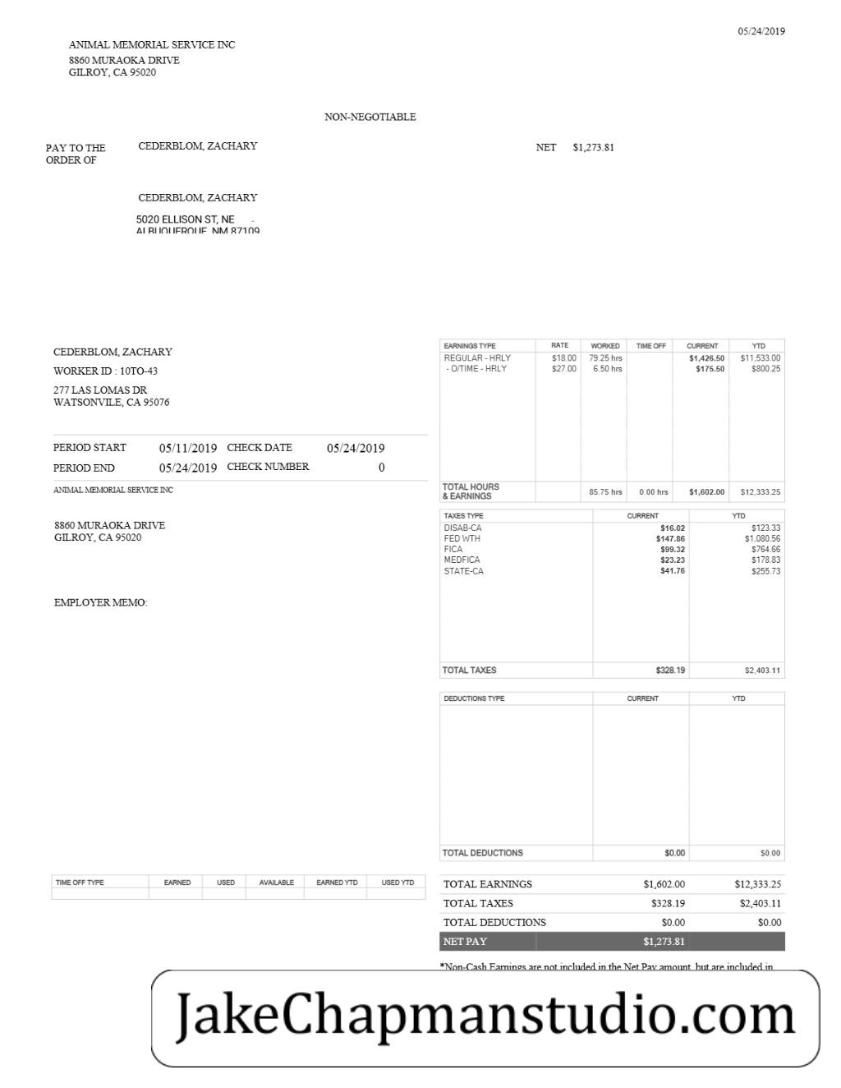 05/24/2019
ANIMAL MEMORIAL SERVICE INC
8860 MURAOKA DRIVE
GILROY, CA 95020
NON-NEGOTIABLE
PAY TO THE ORDER OF CEDERBLOM, ZACHARY NET $1,273.81
CEDERBLOM, ZACHARY
5020 ELLISON ST, NE
ALBUQUERQUE, NM 87109
CEDERBLOM, ZACHARY
WORKER ID : 10TO-43
277 LAS LOMAS DR
WATSONVILE, CA 95076
PERIOD START 05/11/2019 CHECK DATE 05/24/2019
PERIOD END 05/24/2019 CHECK NUMBER 0
ANIMAL MEMORIAL SERVICE INC
8860 MURAOKA DRIVE
GILROY, CA 95020
EMPLOYER MEMO:
EARNINGS TYPE RATE WORKED TIME OFF CURRENT YTD
REGULAR - HRLY $18.00 79.25 hrs $1,426.50 $11,533.00
- O/TIME - HRLY $27.00 6.50 hrs $175.50 $800.25
TOTAL HOURS
& EARNINGS 85.75 hrs 0.00 hrs $1,602.00 $12,333.25
TAXES TYPE CURRENT YTD
DISAB-CA $16.02 $123.33
FED WTH $147.86 $1,080.56
FICA $99.32 $764.66
MEDFICA $23.23 $178.83
STATE-CA $41.76 $255.73
TOTAL TAXES $328.19 $2,403.11
DEDUCTIONS TYPE CURRENT YTD
TOTAL DEDUCTIONS $0.00 $0.00
TIME OFF TYPE EARNED USED AVAILABLE EARNED YTD USED YTD
TOTAL EARNINGS $1,602.00 $12,333.25
TOTAL TAXES $328.19 $2,403.11
TOTAL DEDUCTIONS $0.00 $0.00
NET PAY $1,273.81
*Non-Cash Earnings are not included in the Net Pay amount, but are included in
JakeChapmanstudio.com